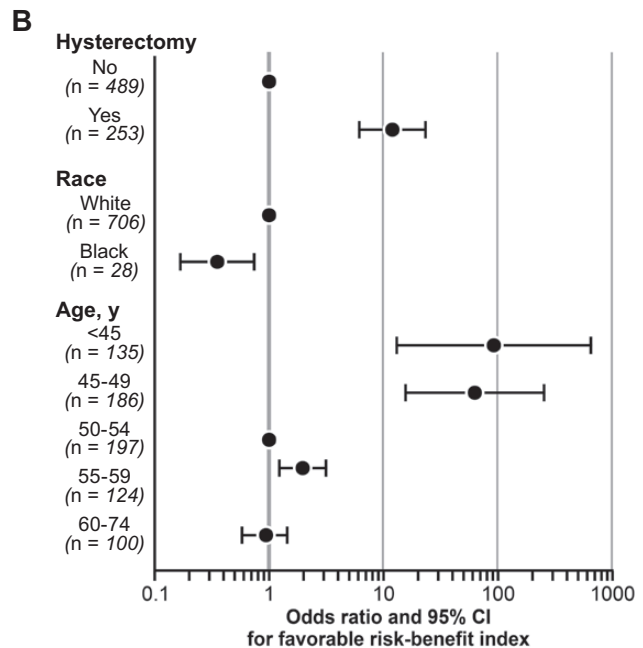 B
Hysterectomy
No
(n = 489)
Yes
(n = 253)
Race
White
(n = 706)
Black
(n = 28)
Age, y
<45
(n = 135)
45-49
(n = 186)
50-54
(n = 197)
55-59
(n = 124)
60-74
(n = 100)
0.1 1 10 100 1000
Odds ratio and 95% CI
for favorable risk-benefit index